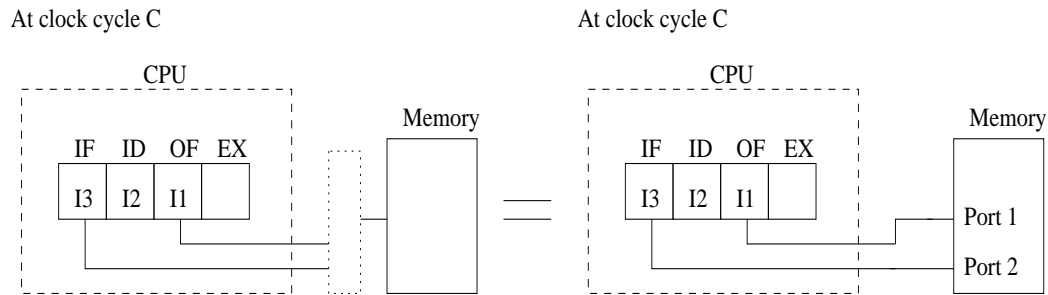 At clock cycle C
At clock cycle C
CPU
CPU
Memory
Memory
IF ID OF EX
IF ID OF EX
I3 I2 I1
I3 I2 I1
Port 1
Port 2